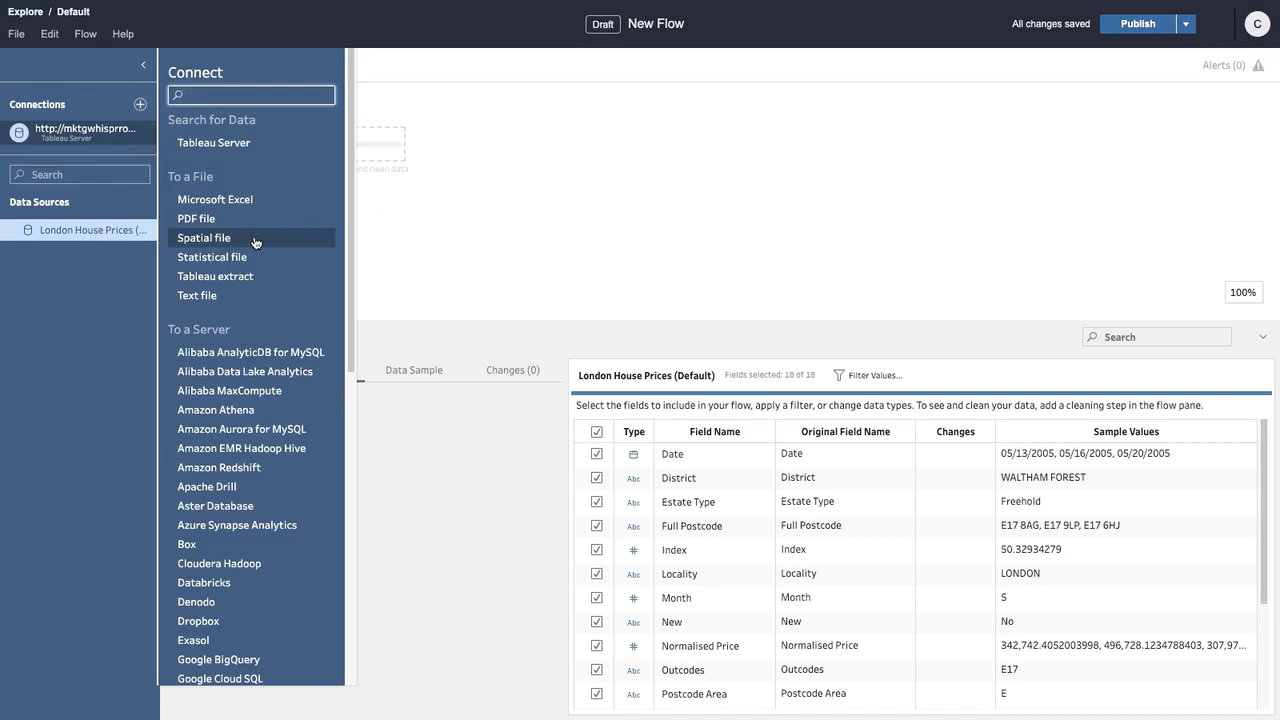 Explore / Default
File Edit Flow Help
Draft New Flow
All changes saved
Publish
C
Connections
http://mktgwhisprro...
Tableau Server
Search
Data Sources
London House Prices (...
Connect
Search for Data
Tableau Server
To a File
Microsoft Excel
PDF file
Spatial file
Statistical file
Tableau extract
Text file
To a Server
Alibaba AnalyticDB for MySQL
Alibaba Data Lake Analytics
Alibaba MaxCompute
Amazon Athena
Amazon Aurora for MySQL
Amazon EMR Hadoop Hive
Amazon Redshift
Apache Drill
Aster Database
Azure Synapse Analytics
Box
Cloudera Hadoop
Databricks
Denodo
Dropbox
Exasol
Google BigQuery
Google Cloud SQL
Alerts (0)
and clean data
100%
Search
Data Sample Changes (0)
London House Prices (Default) Fields selected: 18 of 18 Filter Values...
Select the fields to include in your flow, apply a filter, or change data types. To see and clean your data, add a cleaning step in the flow pane.
Type Field Name Original Field Name Changes Sample Values
Date Date 05/13/2005, 05/16/2005, 05/20/2005
Abc District District WALTHAM FOREST
Abc Estate Type Estate Type Freehold
Abc Full Postcode Full Postcode E17 8AG, E17 9LP, E17 6HJ
# Index Index 50.32934279
Abc Locality Locality LONDON
# Month Month 5
Abc New New No
# Normalised Price Normalised Price 342,742.4052003998, 496,728.1234788403, 307,97...
Abc Outcodes Outcodes E17
Abc Postcode Area Postcode Area E